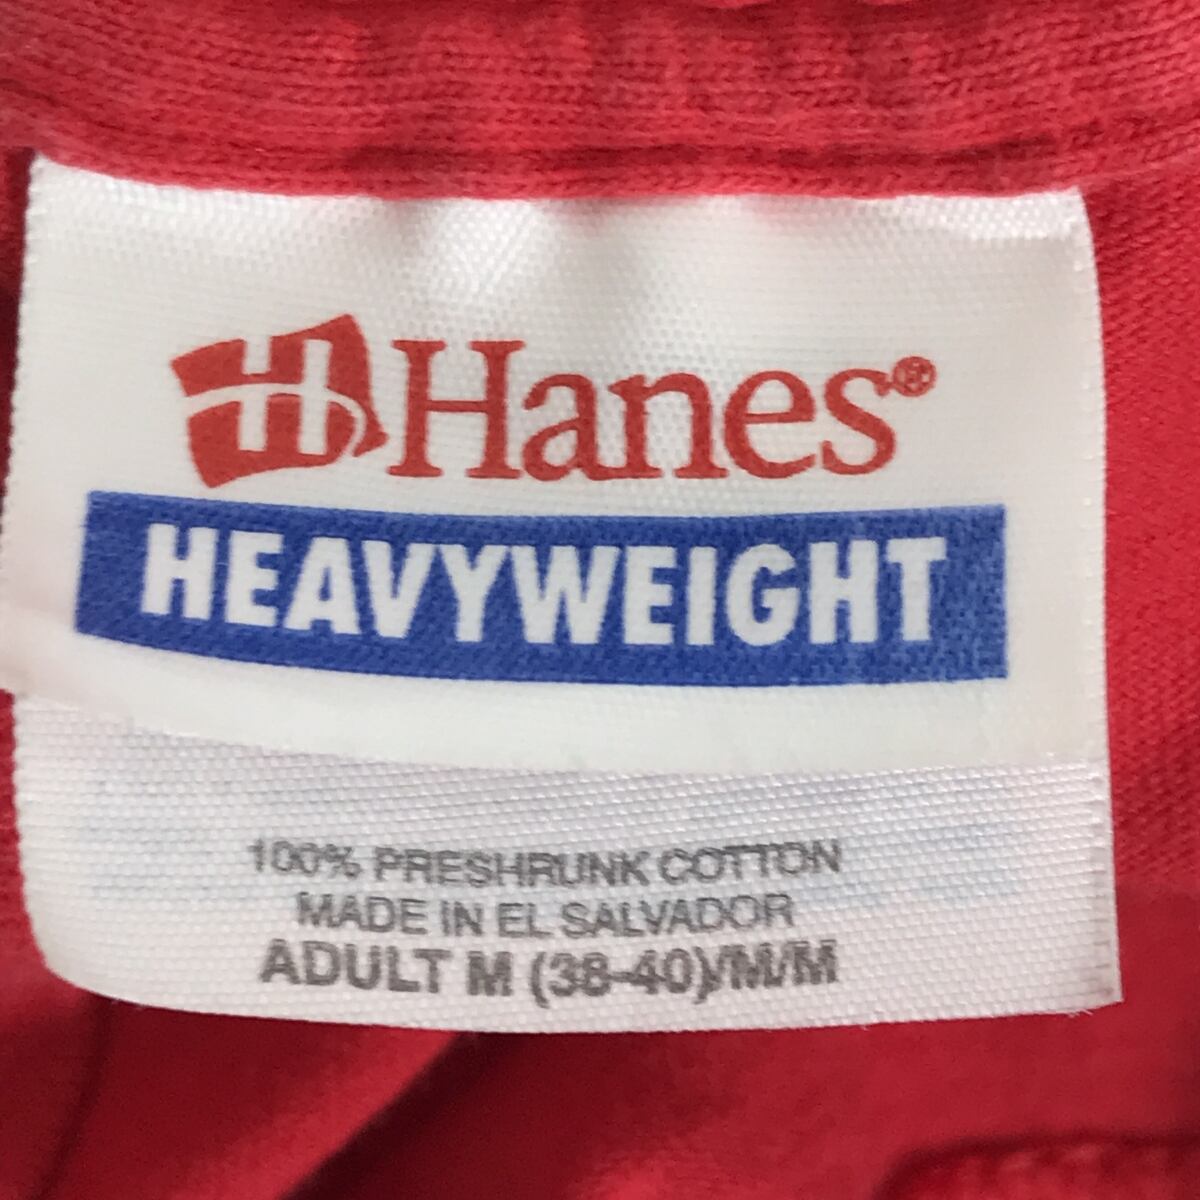 H Hanes®
HEAVYWEIGHT
100% PRESHRUNK COTTON
MADE IN EL SALVADOR
ADULT M (38-40)/M/M